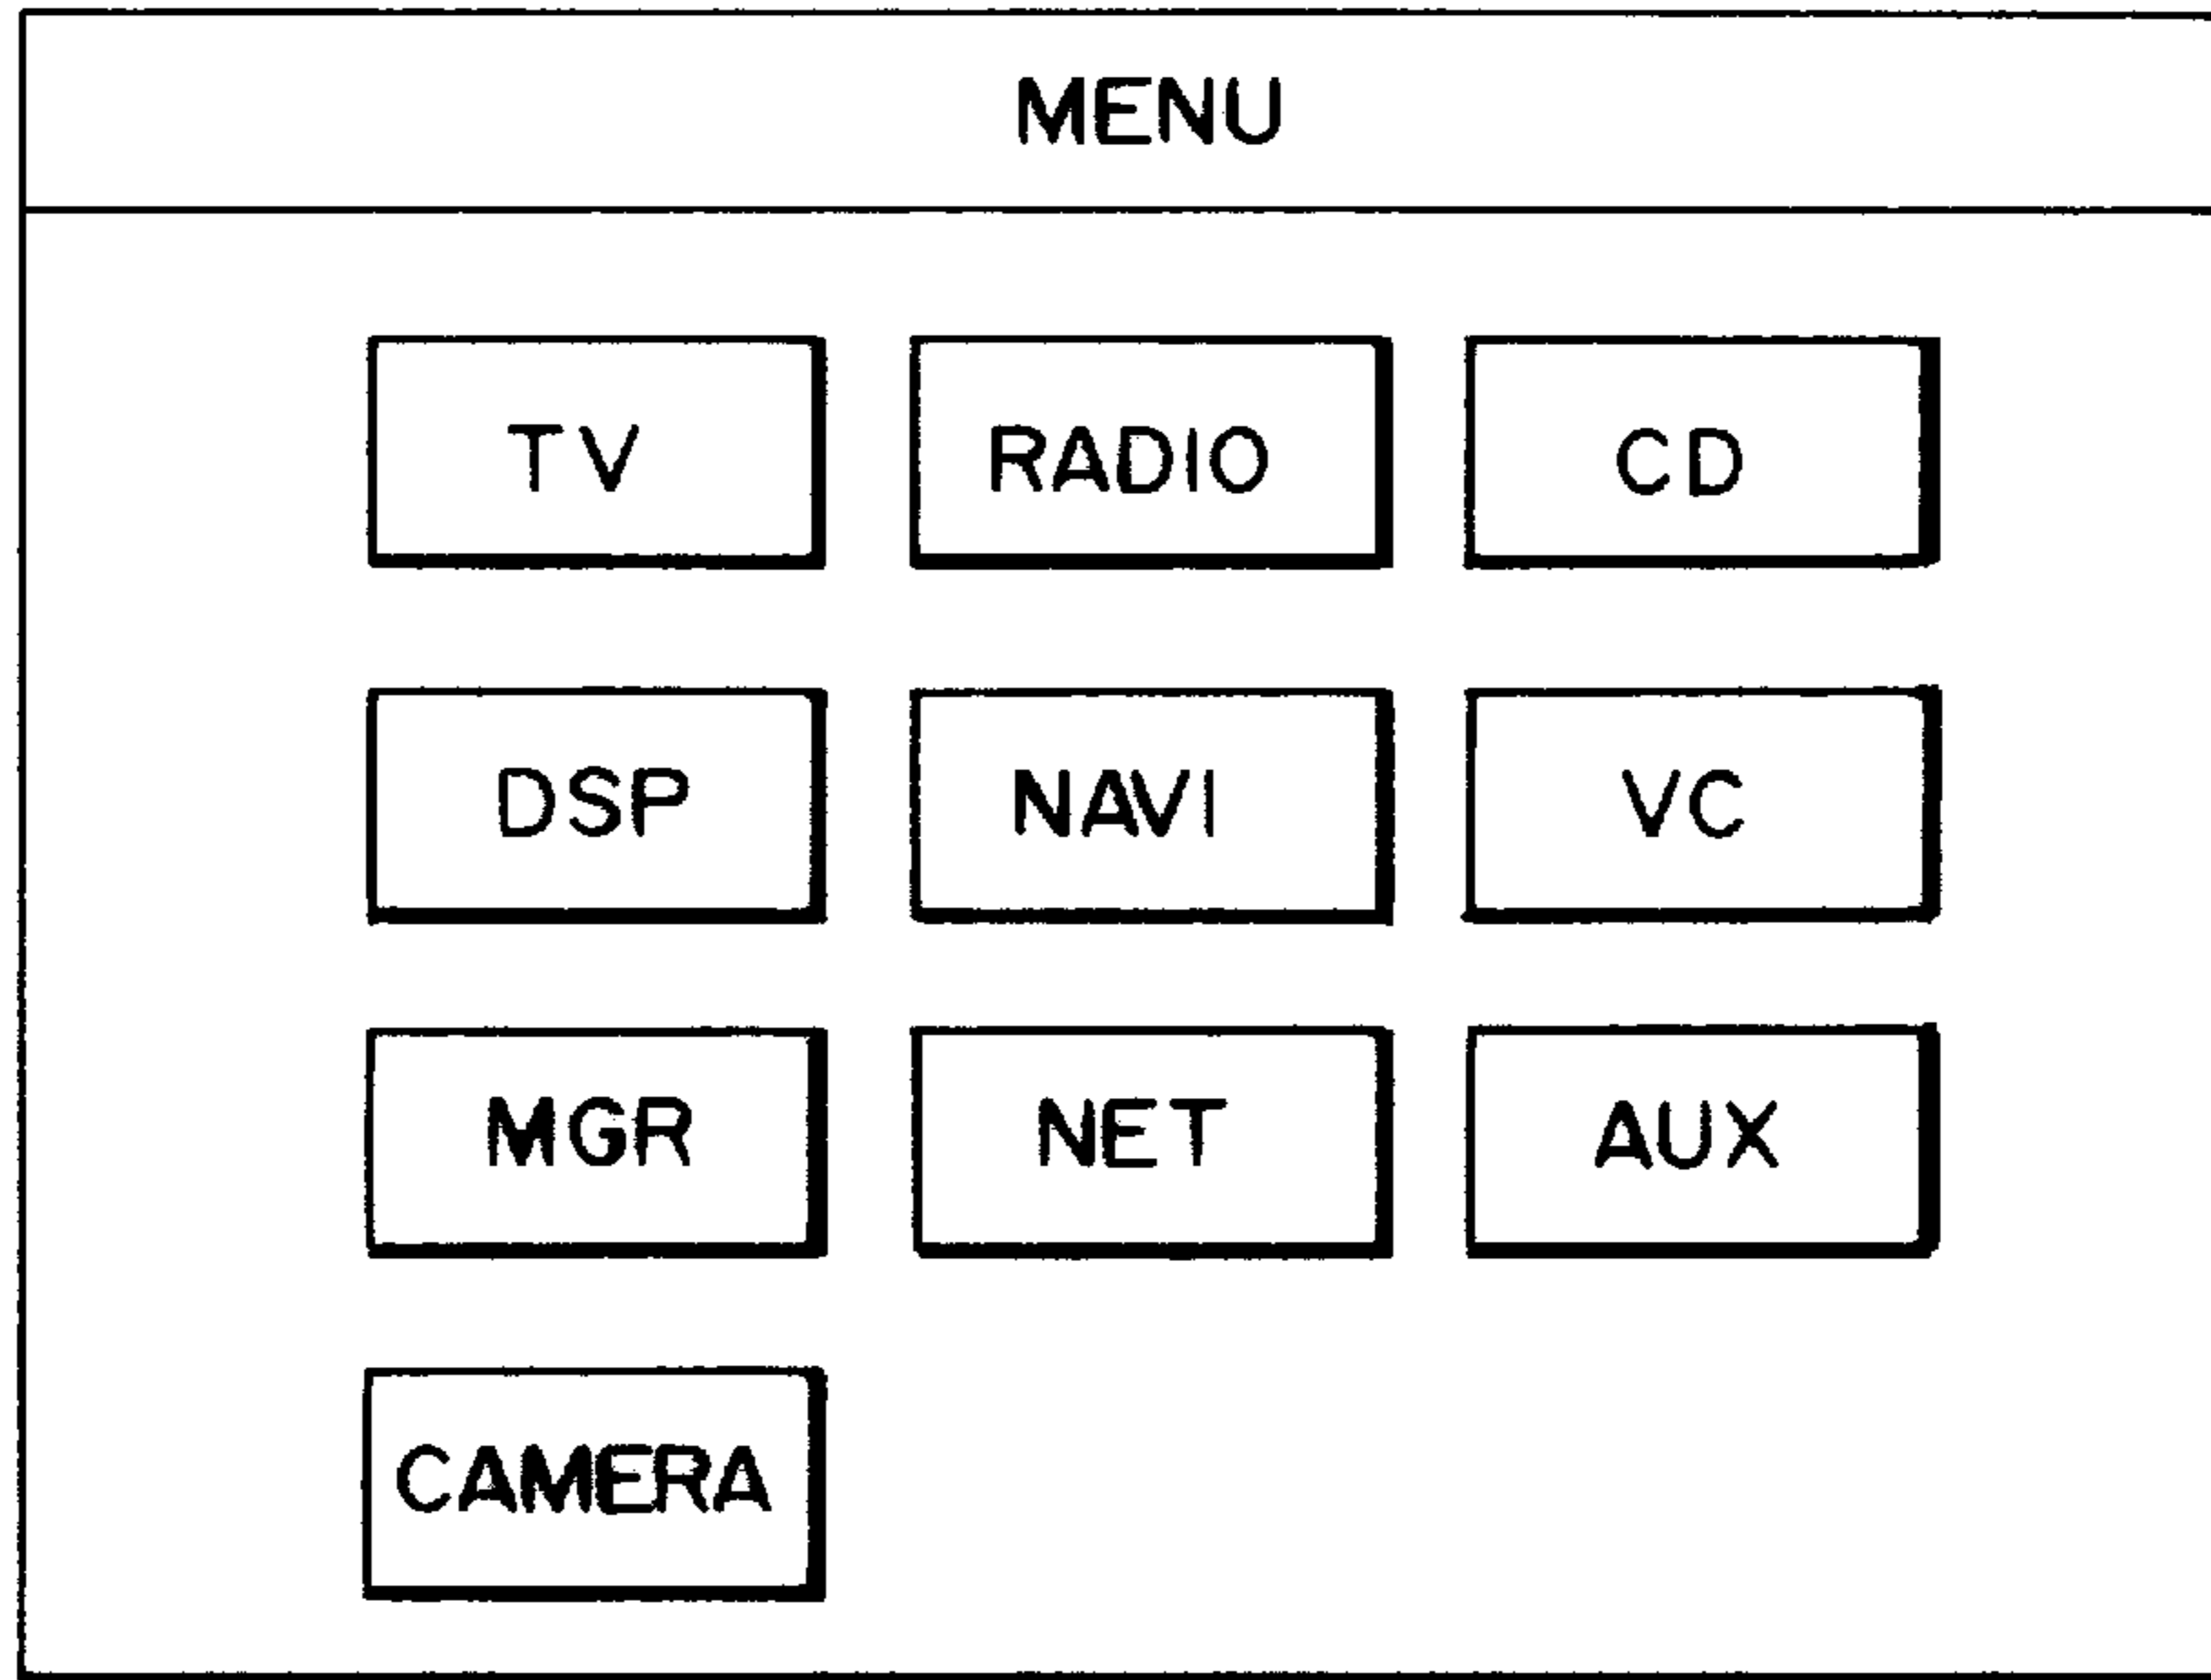 MENU
TV RADIO CD
DSP NAVI VC
MGR NET AUX
CAMERA